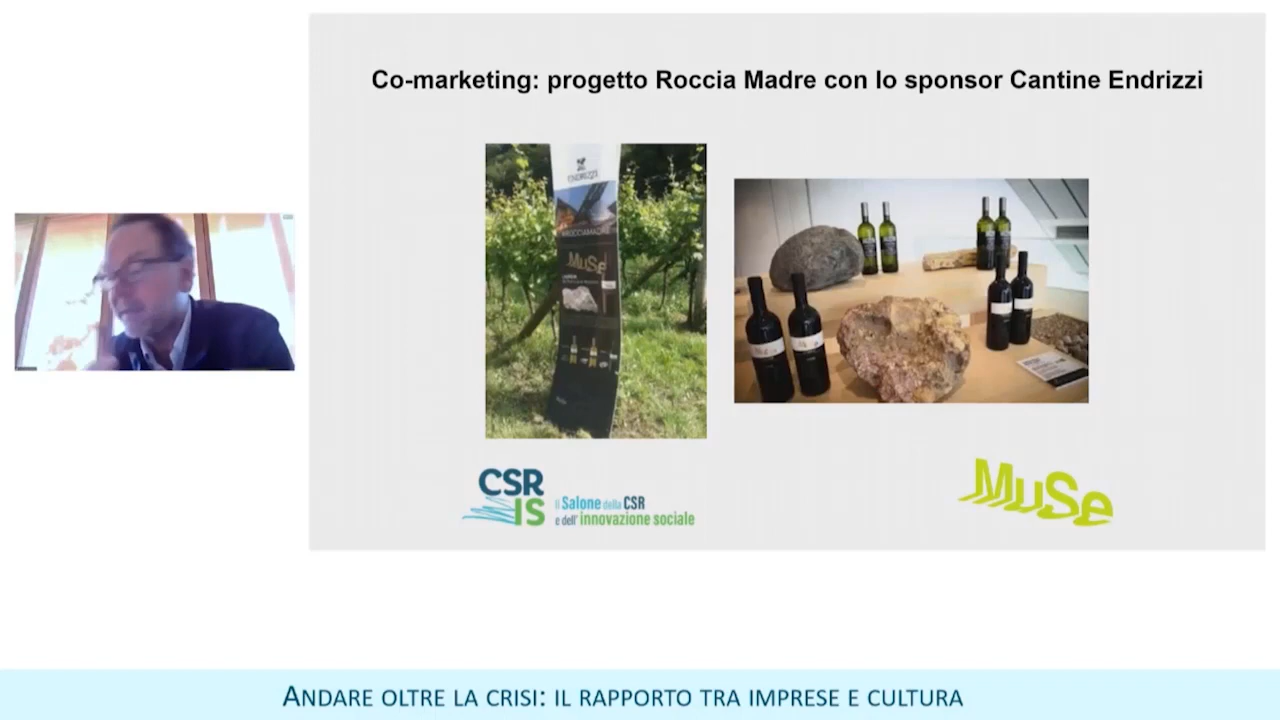 Co-marketing: progetto Roccia Madre con lo sponsor Cantine Endrizzi
ENDRIZZI
#ROCCIAMADRE
MuSe
CSR
IS
il Salone della CSR
e dell' innovazione sociale
MuSe
ANDARE OLTRE LA CRISI: IL RAPPORTO TRA IMPRESE E CULTURA